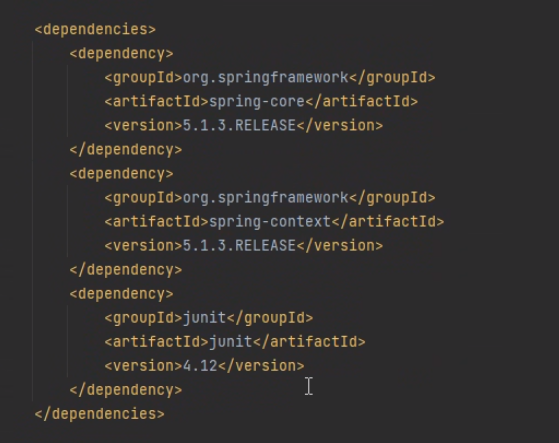 <dependencies>
<dependency>
<groupId>org.springframework</groupId>
<artifactId>spring-core</artifactId>
<version>5.1.3.RELEASE</version>
</dependency>
<dependency>
<groupId>org.springframework</groupId>
<artifactId>spring-context</artifactId>
<version>5.1.3.RELEASE</version>
</dependency>
<dependency>
<groupId>junit</groupId>
<artifactId>junit</artifactId>
<version>4.12</version>
</dependency>
</dependencies>